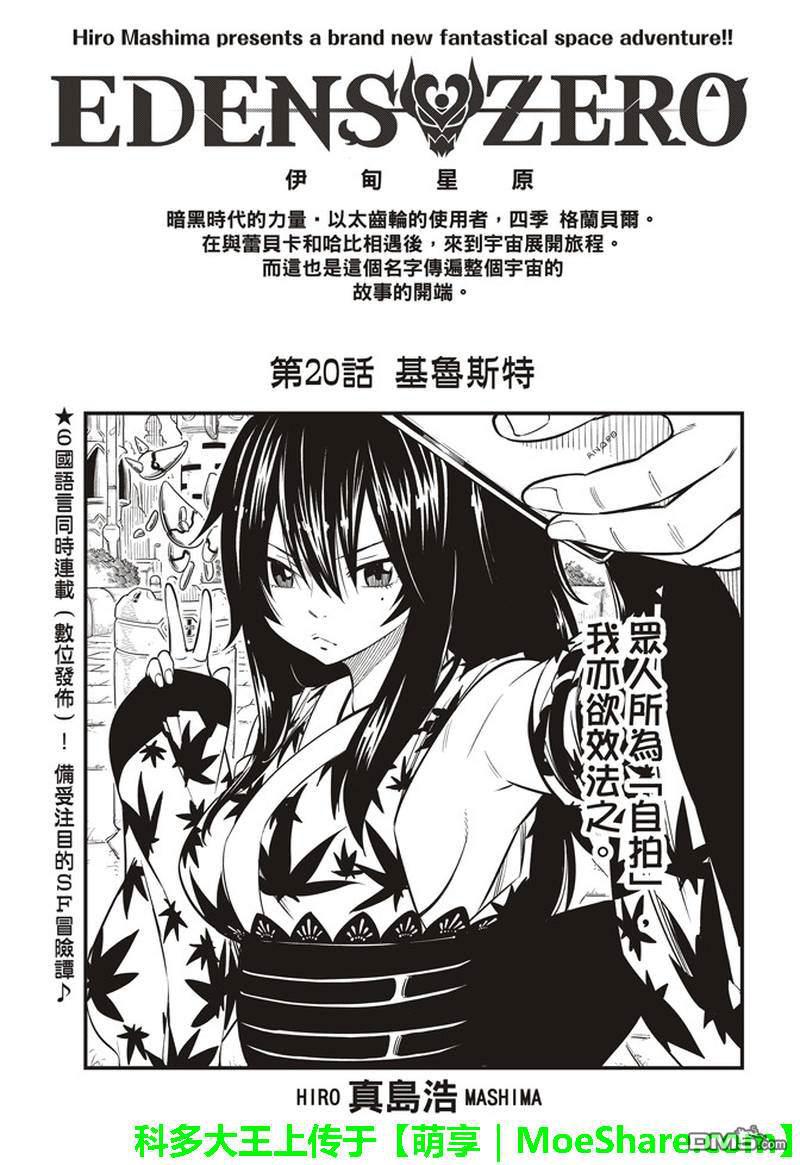 Hiro Mashima presents a brand new fantastical space adventure!!
EDENS ZERO
伊甸星原
暗黑時代的力量・以太齒輪的使用者，四季 格蘭貝爾。
在與蕾貝卡和哈比相遇後，來到宇宙展開旅程。
而這也是這個名字傳遍整個宇宙的
故事的開端。
第20話 基魯斯特
★6國語言同時連載（數位發佈）！ 備受注目的SF冒險譚♪
眾人所為「自拍」，
我亦欲效法之。
HIRO 真島浩 MASHIMA
科多大王上传于【萌享｜MoeShare